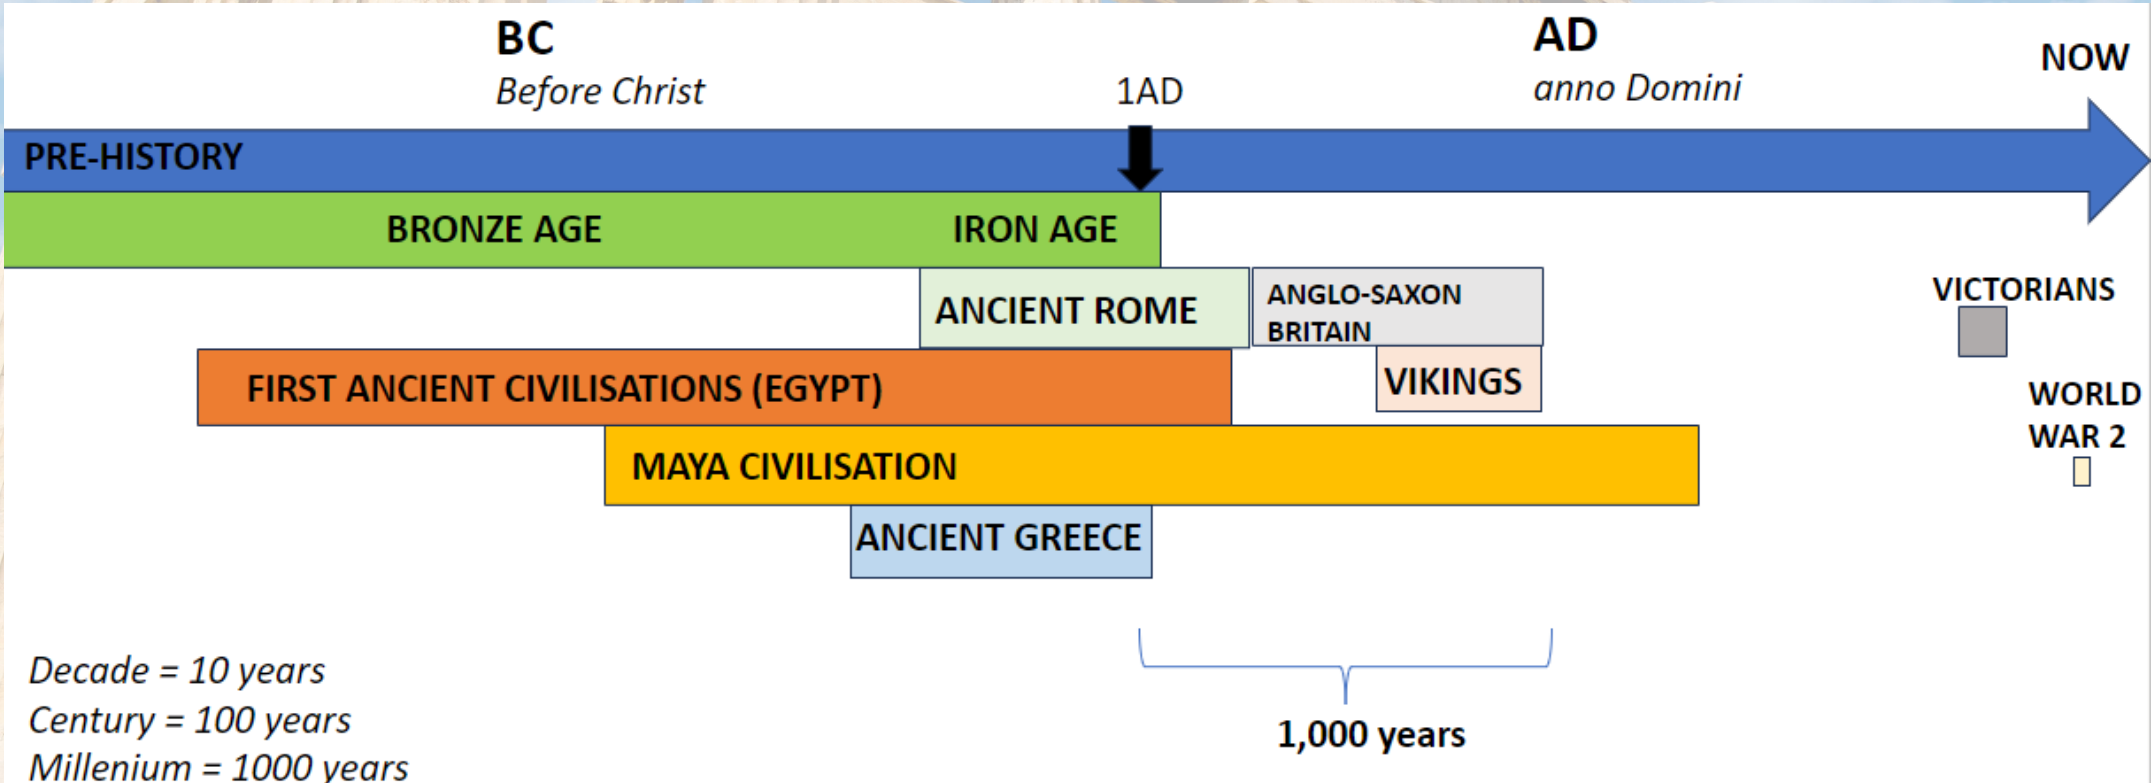 BC
Before Christ
1AD
AD
anno Domini
NOW
PRE-HISTORY
BRONZE AGE
IRON AGE
ANCIENT ROME
ANGLO-SAXON
BRITAIN
VICTORIANS
FIRST ANCIENT CIVILISATIONS (EGYPT)
VIKINGS
WORLD
WAR 2
MAYA CIVILISATION
ANCIENT GREECE
1,000 years
Decade = 10 years
Century = 100 years
Millenium = 1000 years